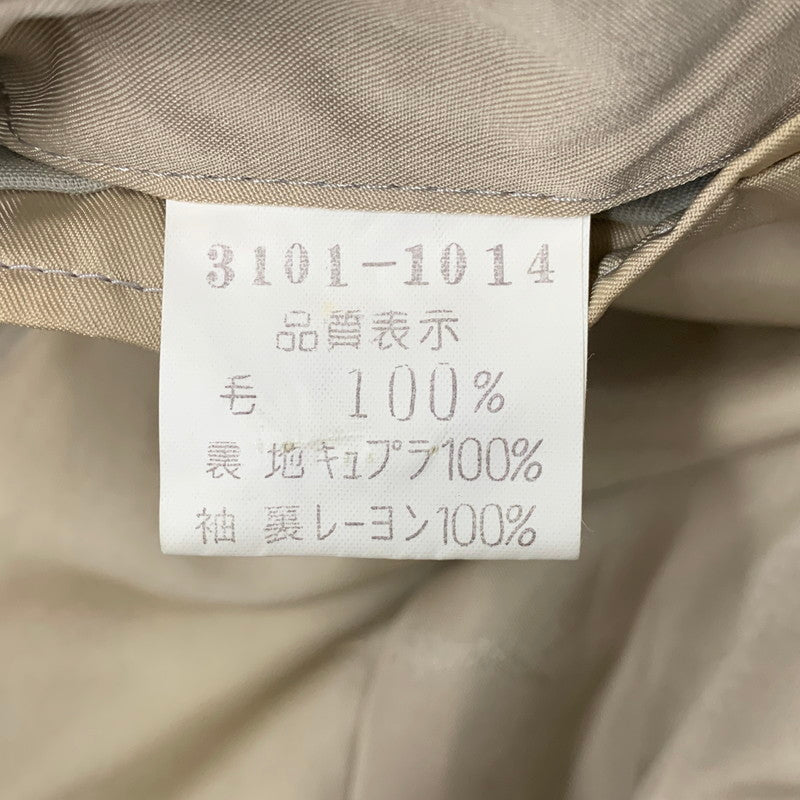 3101-1014
品質表示
毛 100%
裏 地キュプラ100%
袖 裏レーヨン100%